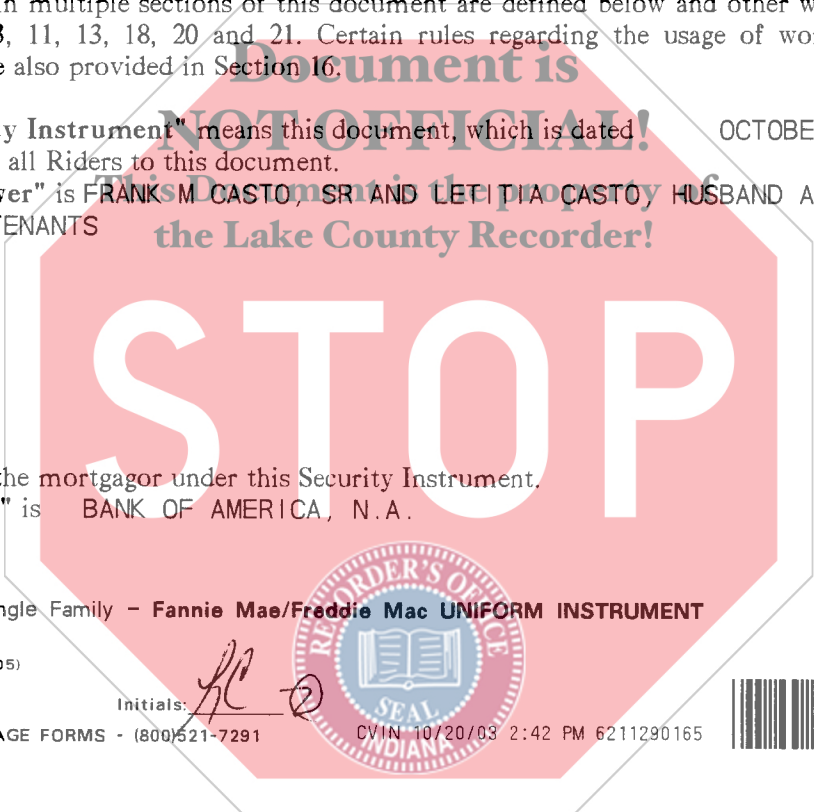 n multiple sections of this document are defined below and other w
3, 11, 13, 18, 20 and 21. Certain rules regarding the usage of wo
e also provided in Section 16.
Document is
NOT OFFICIAL!
y Instrument" means this document, which is dated OCTOBE
all Riders to this document.
This Document is the property of
ver" is FRANK M CASTO, SR AND LETITIA CASTO, HUSBAND A
TENANTS
the Lake County Recorder!
STOP
the mortgagor under this Security Instrument.
" is BANK OF AMERICA, N.A.
ngle Family - Fannie Mae/Freddie Mac UNIFORM INSTRUMENT
05)
Initials:
AGE FORMS - (800)521-7291
CVIN 10/20/03 2:42 PM 6211290165
RECORDER'S OFFICE
SEAL
INDIANA